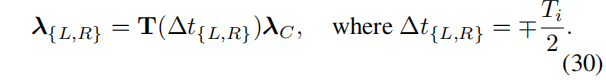 λ_{L,R} = T(Δt_{L,R})λ_C,   where Δt_{L,R} = ∓ T_i/2.
(30)